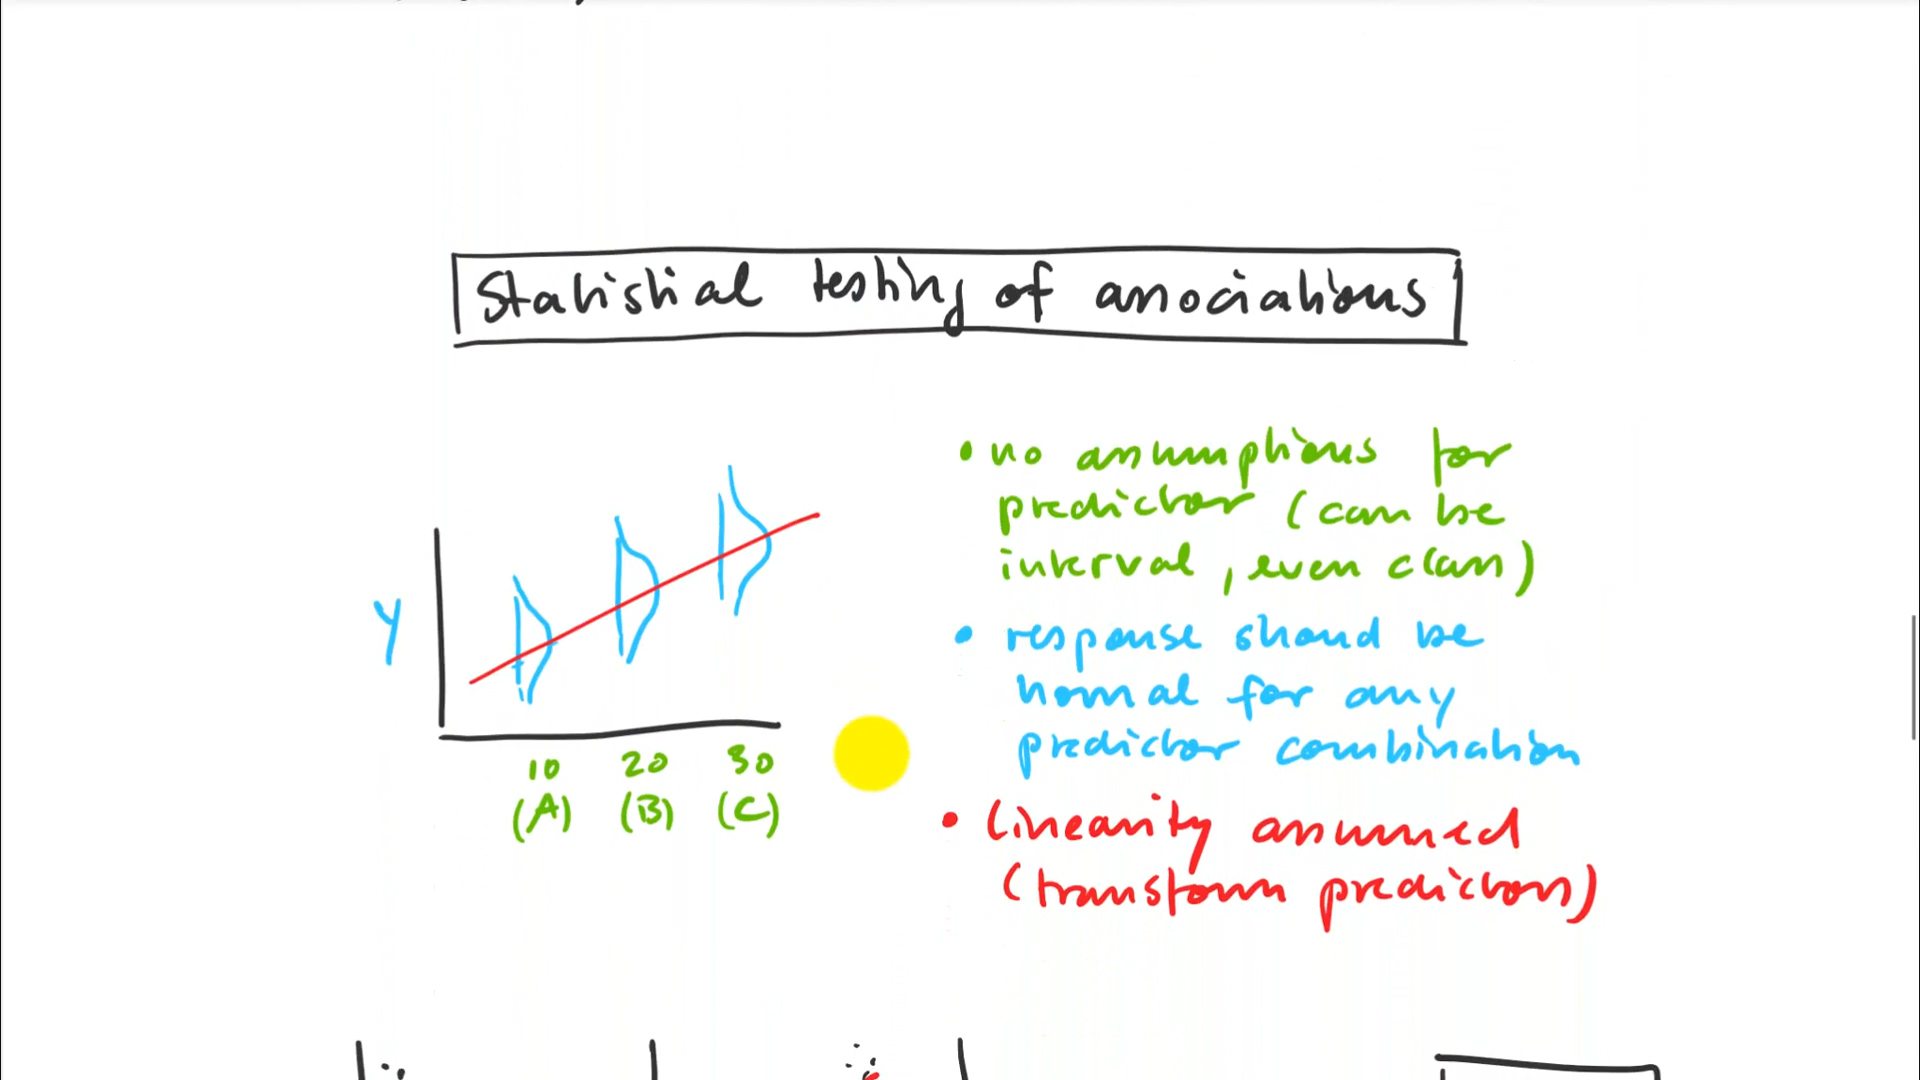 Statistical testing of associations
• no assumptions for
predictor (can be
interval, even class)
Y
• response should be
normal for any
predictor combination
10 20 30
(A) (B) (C)
• linearity assumed
(transform predictors)